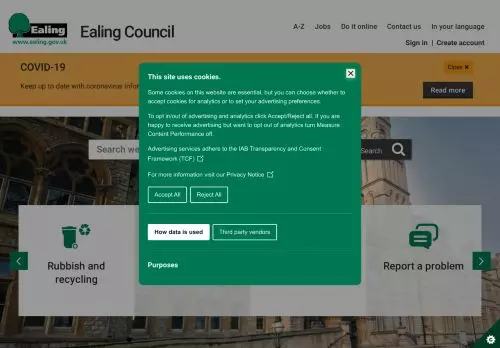 Ealing
www.ealing.gov.uk
Ealing Council
A-Z Jobs Do it online Contact us In your language
Sign in | Create account
COVID-19
Close ×
Keep up to date with coronavirus infor
Read more
This site uses cookies.
Some cookies on this website are essential, but you can choose whether to
accept cookies for analytics or to set your advertising preferences.
To opt in/out of advertising and analytics click Accept/Reject all. If you are
happy to receive advertising but want to opt out of analytics turn Measure
Content Performance off.
Advertising services adhere to the IAB Transparency and Consent
Framework (TCF)
For more information visit our Privacy Notice
Accept All Reject All
How data is used Third party vendors
Purposes
Search we
Search
Rubbish and
recycling
Report a problem